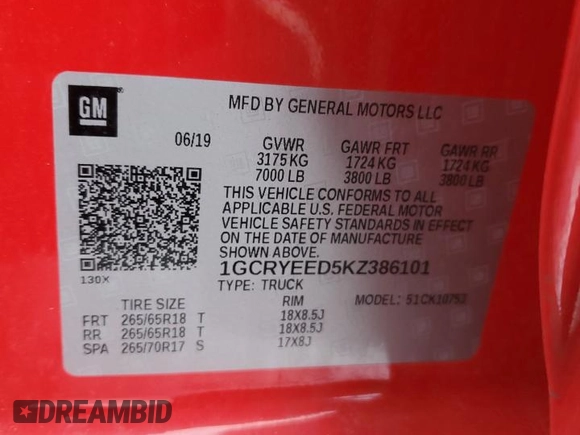 GM
MFD BY GENERAL MOTORS LLC
06/19 GVWR GAWR FRT GAWR RR
3175 KG 1724 KG 1724 KG
7000 LB 3800 LB 3800 LB
THIS VEHICLE CONFORMS TO ALL
APPLICABLE U.S. FEDERAL MOTOR
VEHICLE SAFETY STANDARDS IN EFFECT
ON THE DATE OF MANUFACTURE
SHOWN ABOVE.
130X
1GCRYEED5KZ386101
TYPE: TRUCK MODEL: 51CK10753
TIRE SIZE RIM
FRT 265/65R18 T 18X8.5J
RR 265/65R18 T 18X8.5J
SPA 265/70R17 S 17X8J
DREAMBID